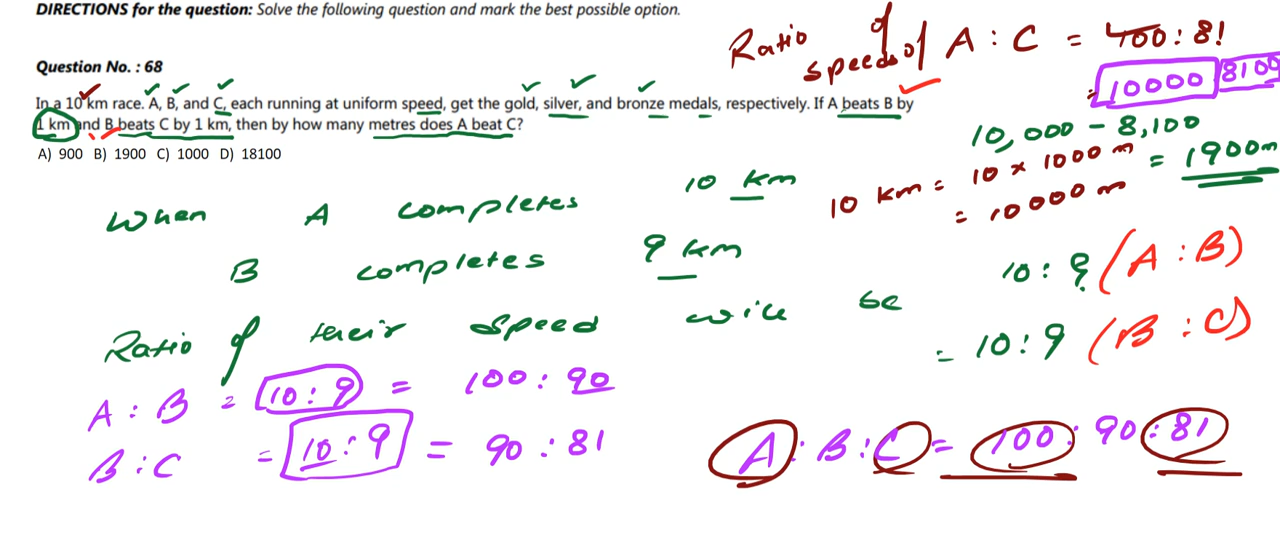 DIRECTIONS for the question: Solve the following question and mark the best possible option.
Question No. : 68
In a 10 km race. A, B, and C, each running at uniform speed, get the gold, silver, and bronze medals, respectively. If A beats B by
1 km and B beats C by 1 km, then by how many metres does A beat C?
A) 900 B) 1900 C) 1000 D) 18100
Ratio of
speeds of A : C = 400 : 81
= 10000 : 8100
10,000 - 8,100
= 1900m
10 km = 10 × 1000 m
= 10000 m
When A completes 10 km
B completes 9 km
Ratio of their speed will be
10 : 9 (A : B)
= 10 : 9 (B : C)
A : B = 10 : 9 = 100 : 90
B : C = 10 : 9 = 90 : 81
A : B : C = 100 : 90 : 81